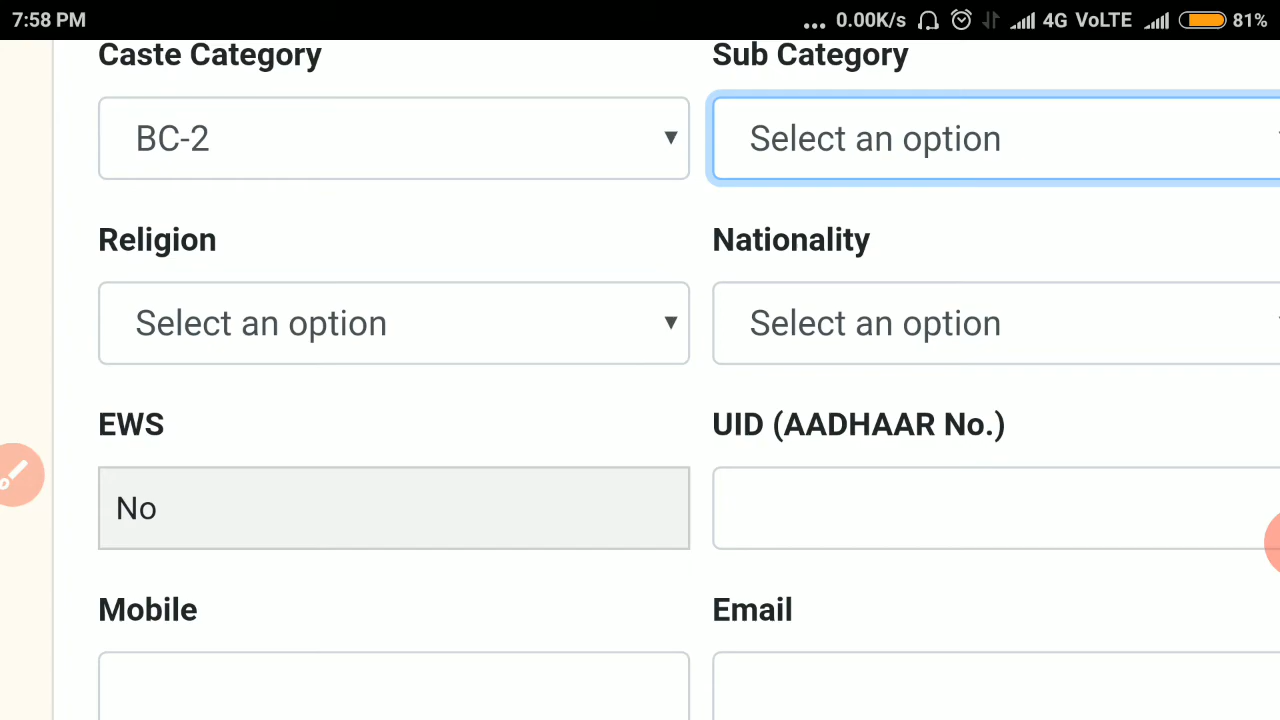 7:58 PM ... 0.00K/s 4G VoLTE 81%
Caste Category Sub Category
BC-2 Select an option
Religion Nationality
Select an option Select an option
EWS UID (AADHAAR No.)
No
Mobile Email